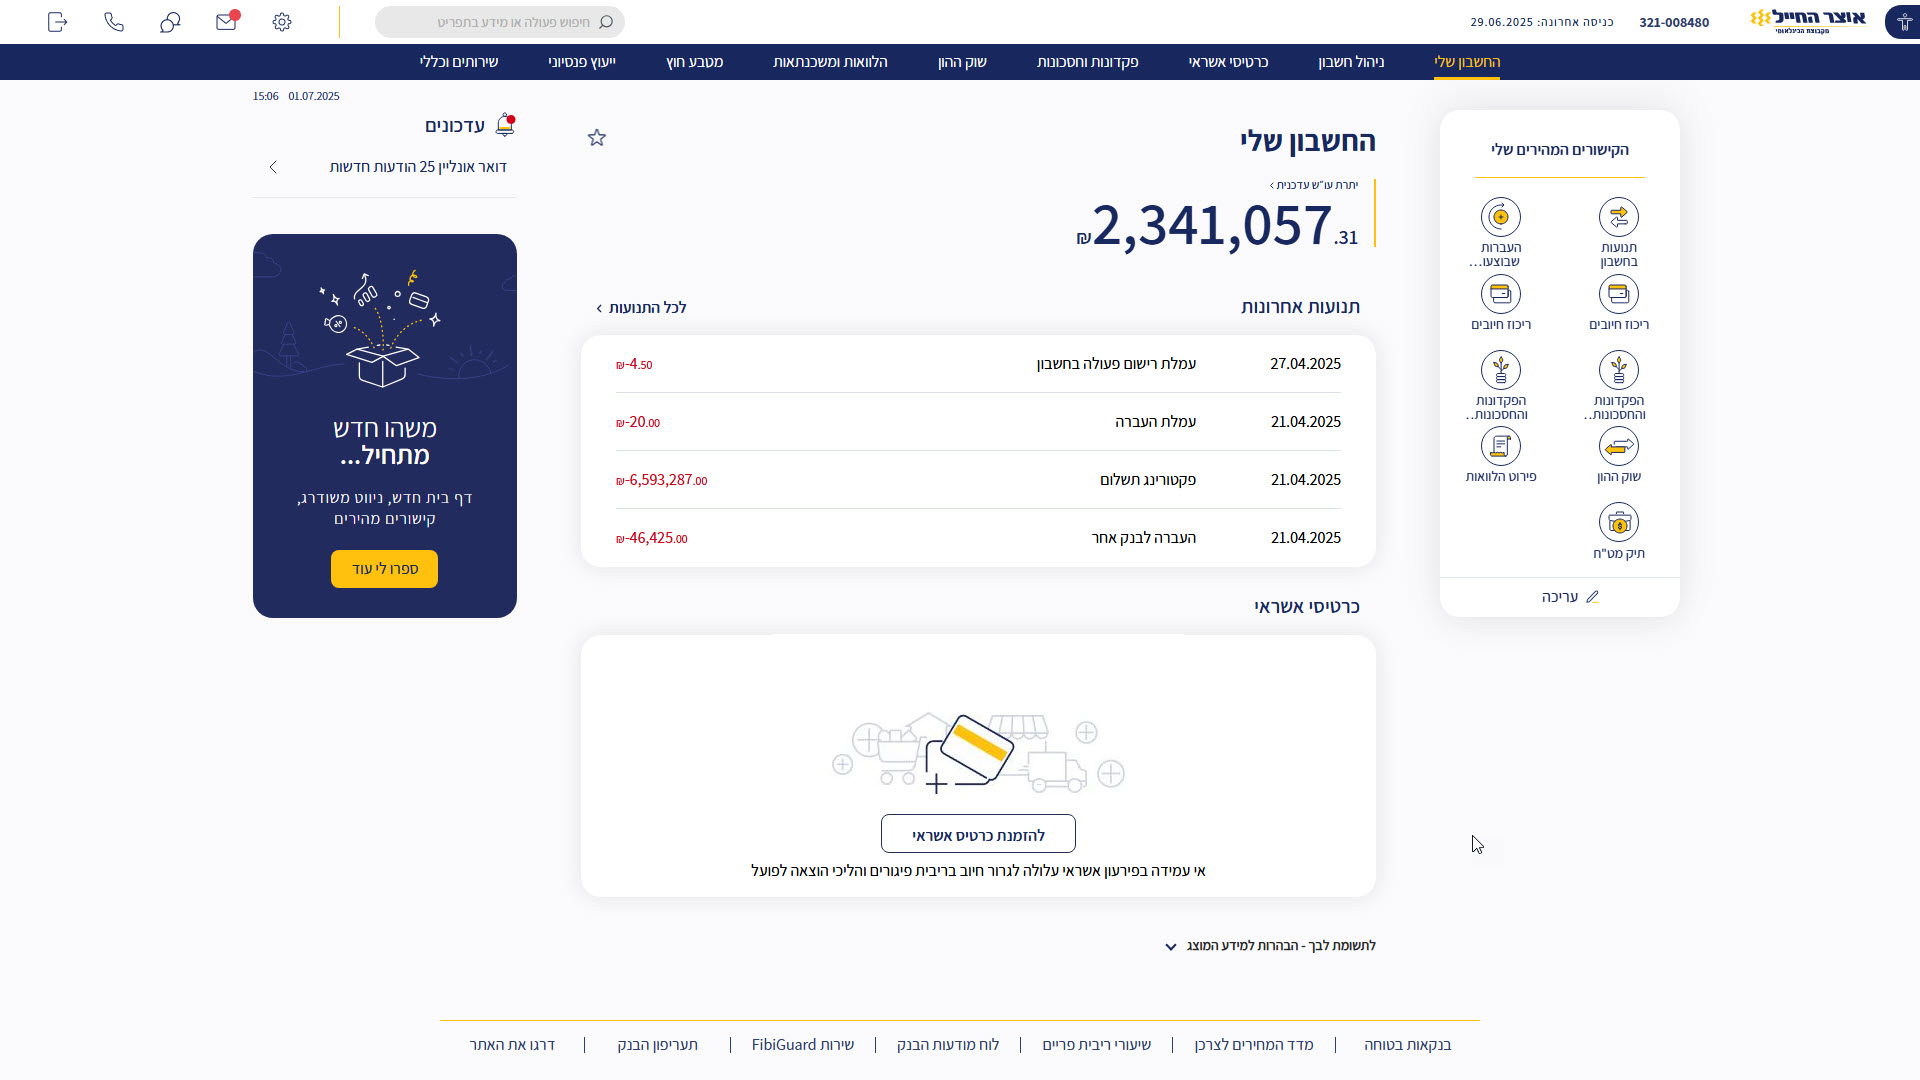 אוצר החייל
מקבוצת הבינלאומי
321-008480
כניסה אחרונה: 29.06.2025
חיפוש פעולה או מידע בתפריט
החשבון שלי
ניהול חשבון
כרטיסי אשראי
פקדונות וחסכונות
שוק ההון
הלוואות ומשכנתאות
מטבע חוץ
ייעוץ פנסיוני
שירותים וכללי
הקישורים המהירים שלי
תנועות
בחשבון
העברות
שבוצעו...
ריכוז חיובים
ריכוז חיובים
הפקדונות
והחסכונות..
הפקדונות
והחסכונות..
שוק ההון
פירוט הלוואות
תיק מט"ח
עריכה
החשבון שלי
יתרת עו"ש עדכנית
₪2,341,057.31
תנועות אחרונות
לכל התנועות
27.04.2025 עמלת רישום פעולה בחשבון ₪-4.50
21.04.2025 עמלת העברה ₪-20.00
21.04.2025 פקטורינג תשלום ₪-6,593,287.00
21.04.2025 העברה לבנק אחר ₪-46,425.00
כרטיסי אשראי
להזמנת כרטיס אשראי
אי עמידה בפירעון אשראי עלולה לגרור חיוב בריבית פיגורים והליכי הוצאה לפועל
לתשומת לבך - הבהרות למידע המוצג
15:06 01.07.2025
עדכונים
דואר אונליין 25 הודעות חדשות
משהו חדש
מתחיל...
דף בית חדש, ניווט משודרג,
קישורים מהירים
ספרו לי עוד
בנקאות בטוחה
מדד המחירים לצרכן
שיעורי ריבית פריים
לוח מודעות הבנק
שירות FibiGuard
תעריפון הבנק
דרגו את האתר